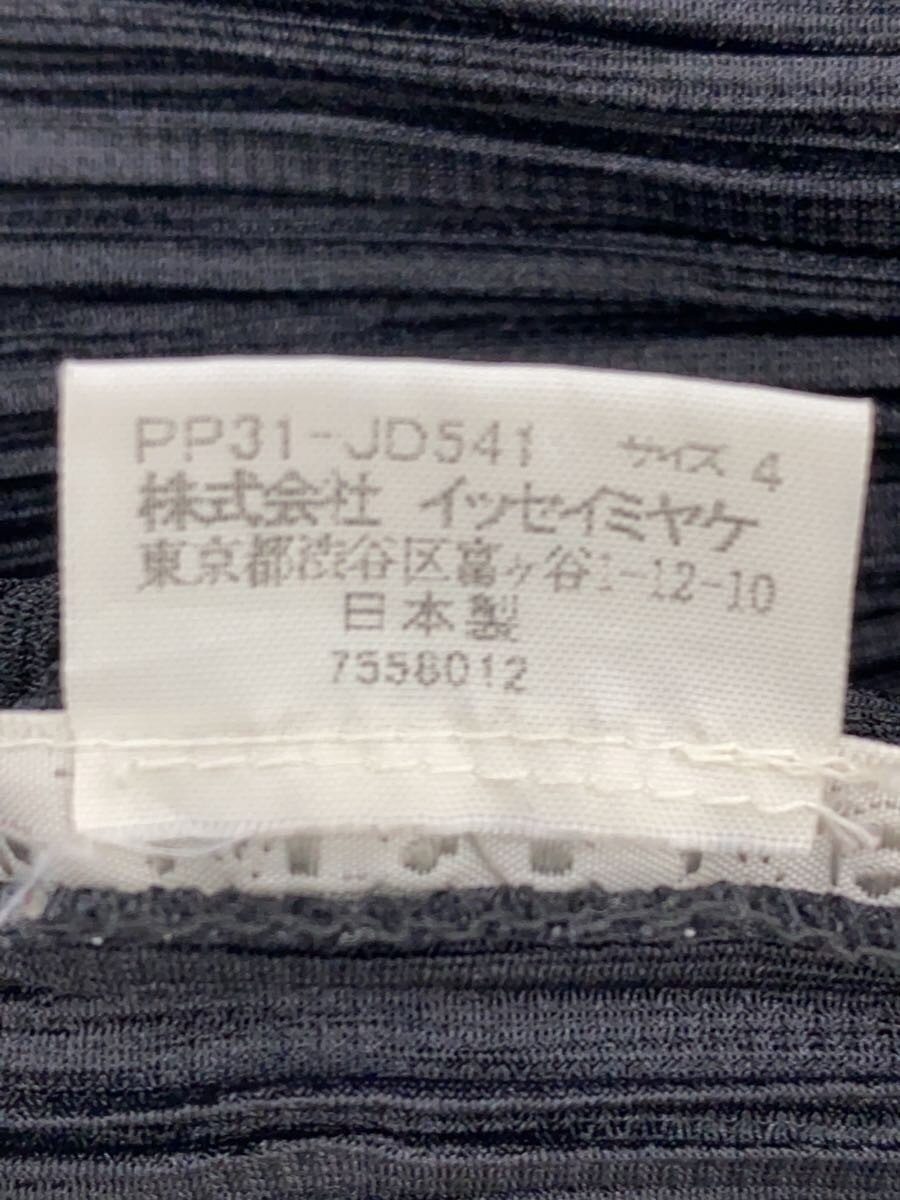 PP31-JD541 サイズ 4
株式会社 イッセイミヤケ
東京都渋谷区富ヶ谷1-12-10
日本製
7558012